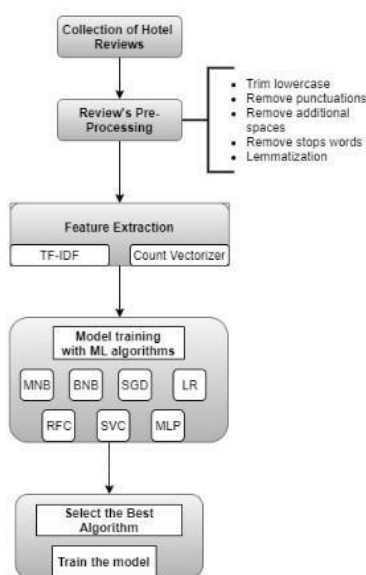 Collection of Hotel
Reviews
Review's Pre-
Processing
Trim lowercase
Remove punctuations
Remove additional
spaces
Remove stops words
Lemmatization
Feature Extraction
TF-IDF Count Vectorizer
Model training
with ML algorithms
MNB BNB SGD LR
RFC SVC MLP
Select the Best
Algorithm
Train the model